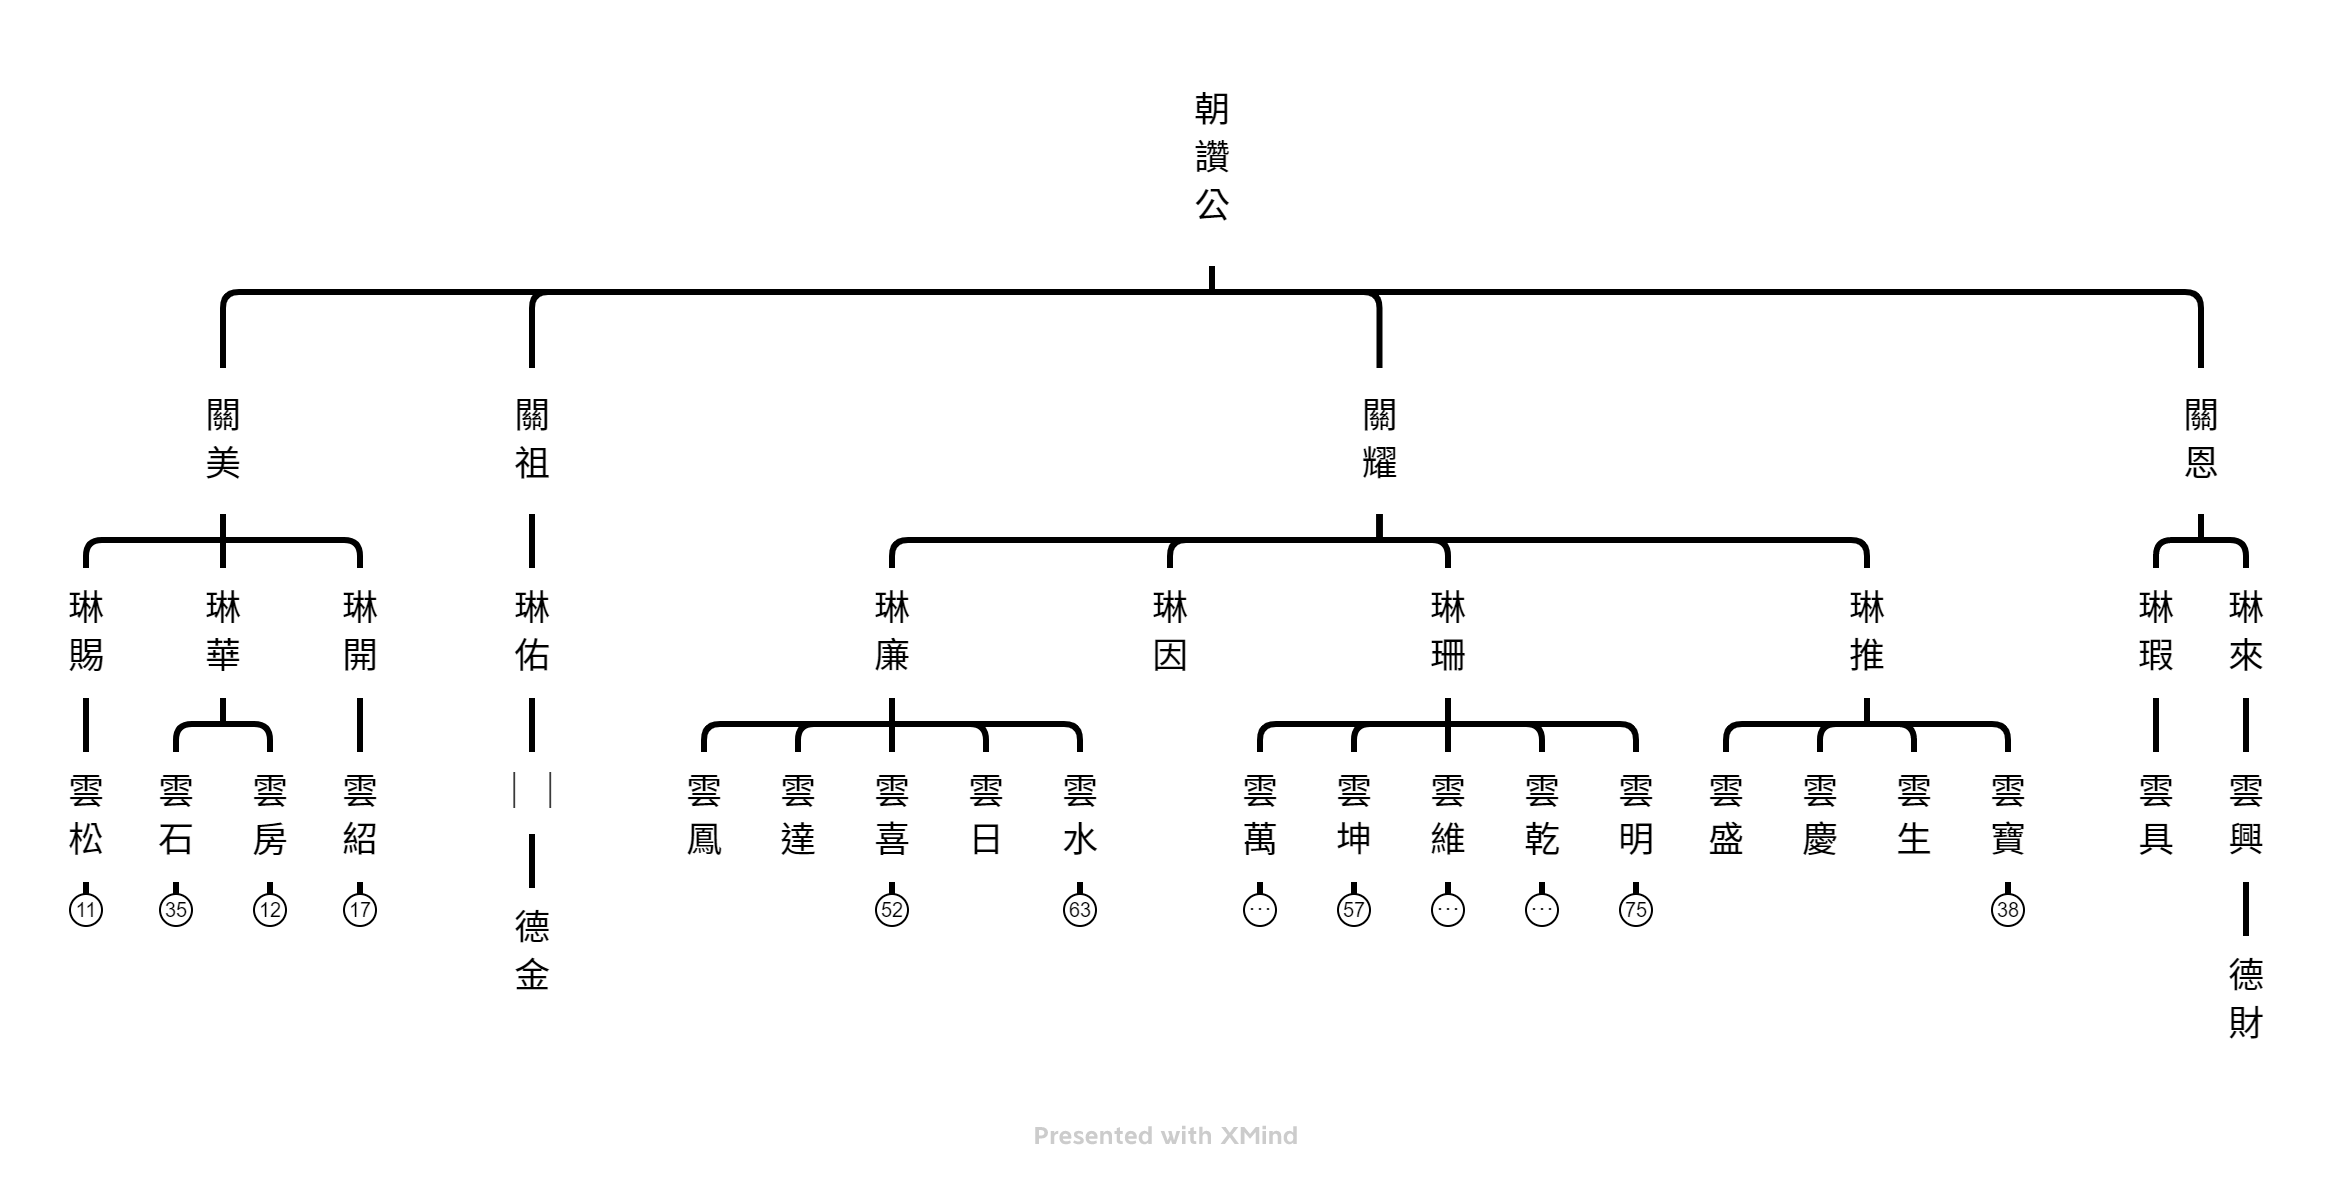 朝讚公
關美
關祖
關耀
關恩
琳賜
琳華
琳開
琳佑
琳廉
琳因
琳珊
琳推
琳瑕
琳來
雲松
雲石
雲房
雲紹
雲鳳
雲達
雲喜
雲日
雲水
雲萬
雲坤
雲維
雲乾
雲明
雲盛
雲慶
雲生
雲寶
雲具
雲興
11
35
12
17
52
63
...
57
...
...
75
38
德金
德財
Presented with XMind